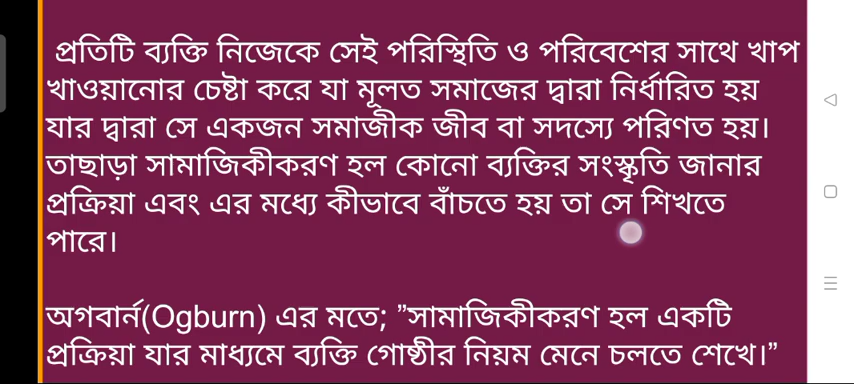 প্রতিটি ব্যক্তি নিজেকে সেই পরিস্থিতি ও পরিবেশের সাথে খাপ
খাওয়ানোর চেষ্টা করে যা মূলত সমাজের দ্বারা নির্ধারিত হয়
যার দ্বারা সে একজন সমাজীক জীব বা সদস্যে পরিণত হয়।
তাছাড়া সামাজিকীকরণ হল কোনো ব্যক্তির সংস্কৃতি জানার
প্রক্রিয়া এবং এর মধ্যে কীভাবে বাঁচতে হয় তা সে শিখতে
পারে।
অগবার্ন(Ogburn) এর মতে; ”সামাজিকীকরণ হল একটি
প্রক্রিয়া যার মাধ্যমে ব্যক্তি গোষ্ঠীর নিয়ম মেনে চলতে শেখে।”